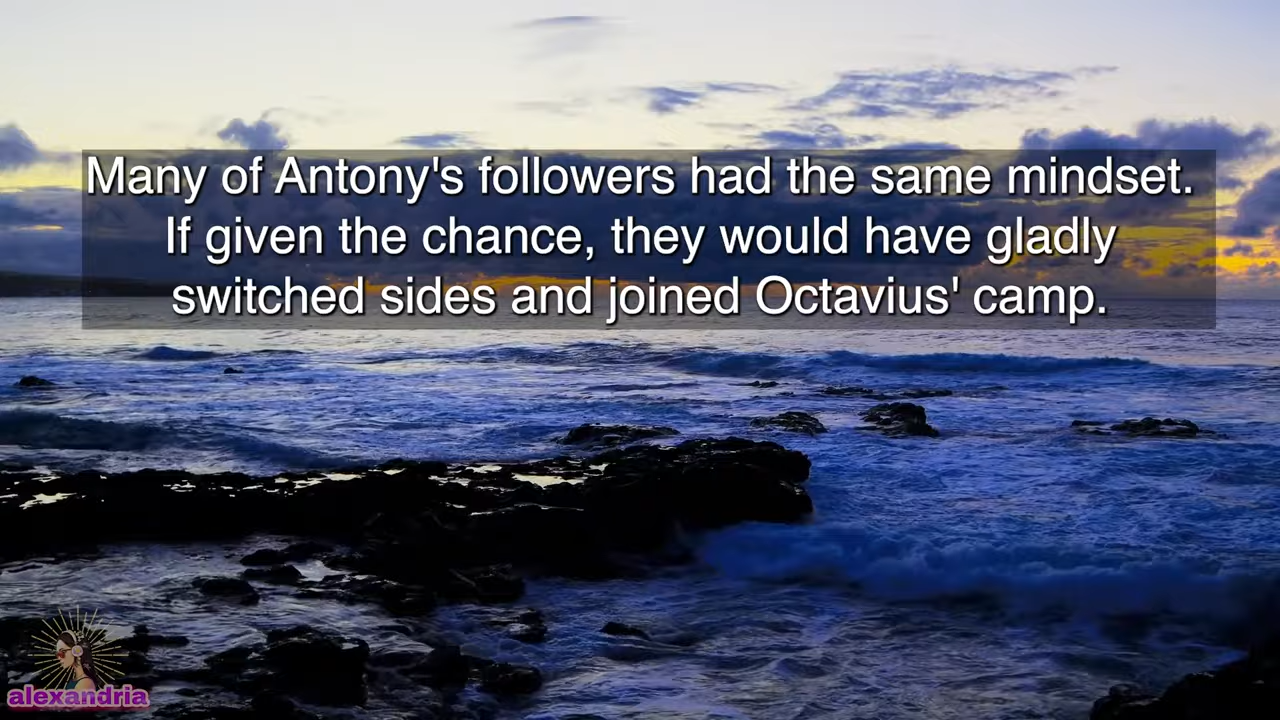 Many of Antony's followers had the same mindset.
If given the chance, they would have gladly
switched sides and joined Octavius' camp.
alexandria